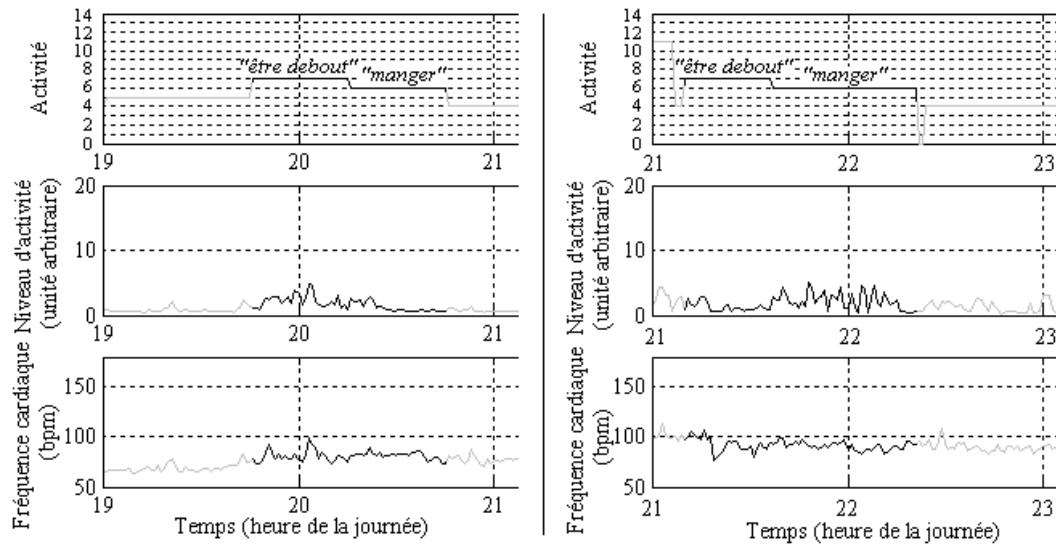 Activité
14
12
10
8
6
4
2
0
"être debout"
"manger"
19
20
21
Niveau d'activité
(unité arbitraire)
20
10
0
19
20
21
Fréquence cardiaque
(bpm)
150
100
50
19
20
21
Temps (heure de la journée)
Activité
14
12
10
8
6
4
2
0
"être debout"
"manger"
21
22
23
Niveau d'activité
(unité arbitraire)
20
10
0
21
22
23
Fréquence cardiaque
(bpm)
150
100
50
21
22
23
Temps (heure de la journée)